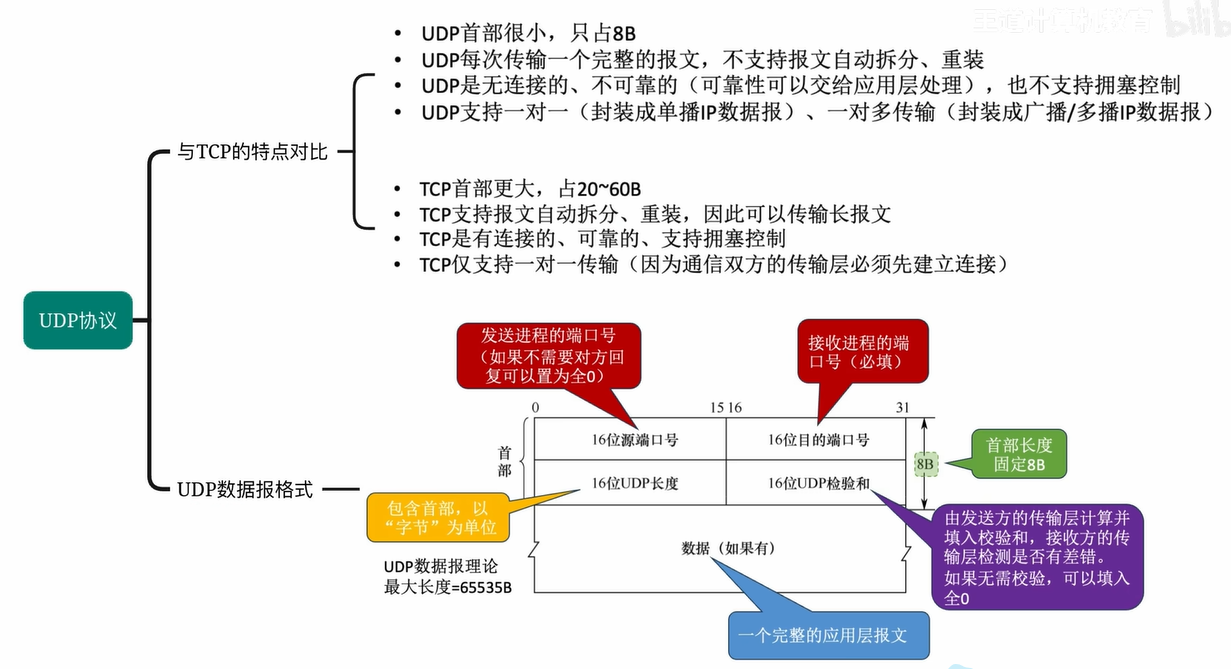 王道计算机教育 bilibili
• UDP首部很小，只占8B
• UDP每次传输一个完整的报文，不支持报文自动拆分、重装
• UDP是无连接的、不可靠的（可靠性可以交给应用层处理），也不支持拥塞控制
• UDP支持一对一（封装成单播IP数据报）、一对多传输（封装成广播/多播IP数据报）
与TCP的特点对比
• TCP首部更大，占20~60B
• TCP支持报文自动拆分、重装，因此可以传输长报文
• TCP是有连接的、可靠的、支持拥塞控制
• TCP仅支持一对一传输（因为通信双方的传输层必须先建立连接）
UDP协议
发送进程的端口号
（如果不需要对方回
复可以置为全0）
接收进程的端
口号（必填）
0 15 16 31
首部
16位源端口号 16位目的端口号
8B
首部长度
固定8B
16位UDP长度 16位UDP检验和
UDP数据报格式
包含首部，以
“字节”为单位
由发送方的传输层计算并
填入校验和，接收方的传
输层检测是否有差错。
如果无需校验，可以填入
全0
数据（如果有）
UDP数据报理论
最大长度=65535B
一个完整的应用层报文